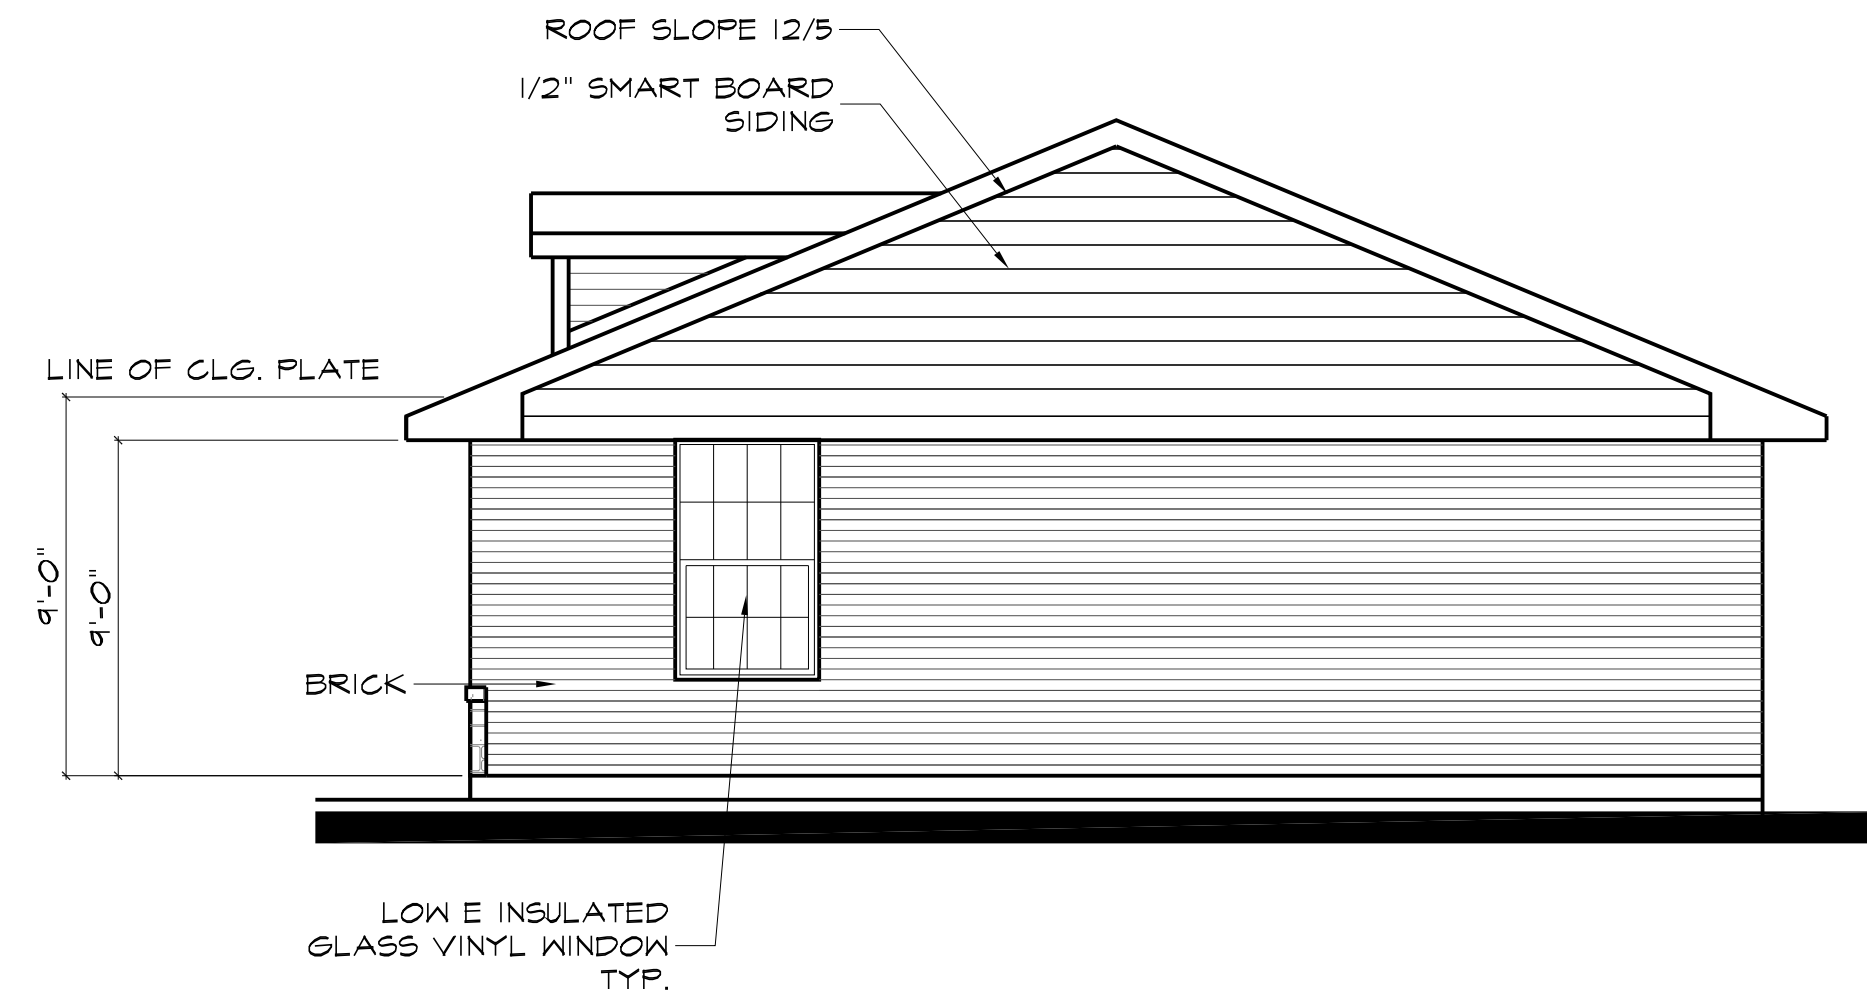 ROOF SLOPE 12/5
1/2" SMART BOARD
SIDING
LINE OF CLG. PLATE
9'-0"
9'-0"
BRICK
LOW E INSULATED
GLASS VINYL WINDOW
TYP.